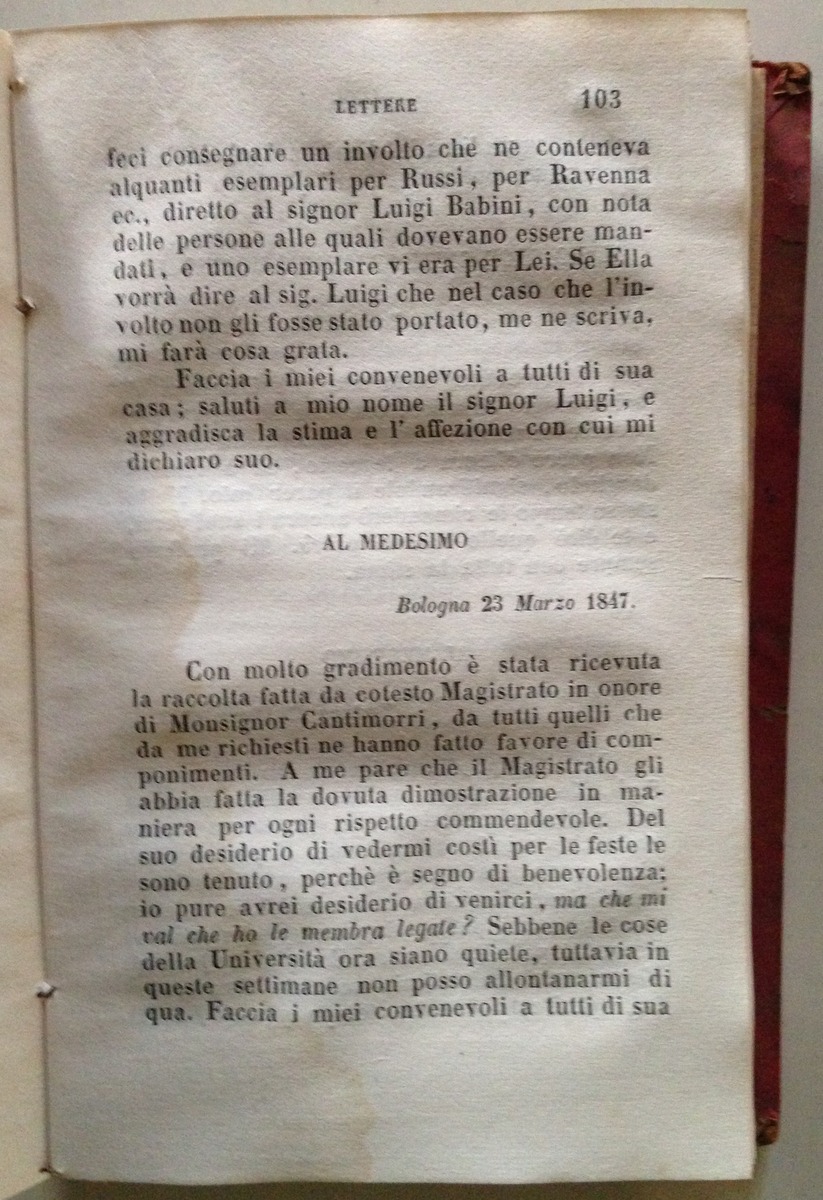 LETTERE 103
feci consegnare un involto che ne conteneva
alquanti esemplari per Russi, per Ravenna
ec., diretto al signor Luigi Babini, con nota
delle persone alle quali dovevano essere man-
dati, e uno esemplare vi era per Lei. Se Ella
vorrà dire al sig. Luigi che nel caso che l'in-
volto non gli fosse stato portato, me ne scriva,
mi farà cosa grata.
Faccia i miei convenevoli a tutti di sua
casa; saluti a mio nome il signor Luigi, e
aggradisca la stima e l' affezione con cui mi
dichiaro suo.
AL MEDESIMO
Bologna 23 Marzo 1847.
Con molto gradimento è stata ricevuta
la raccolta fatta da cotesto Magistrato in onore
di Monsignor Cantimorri, da tutti quelli che
da me richiesti ne hanno fatto favore di com-
ponimenti. A me pare che il Magistrato gli
abbia fatta la dovuta dimostrazione in ma-
niera per ogni rispetto commendevole. Del
suo desiderio di vedermi costì per le feste le
sono tenuto, perchè è segno di benevolenza;
io pure avrei desiderio di venirci, ma che mi
val che ho le membra legate? Sebbene le cose
della Università ora siano quiete, tuttavia in
queste settimane non posso allontanarmi di
qua. Faccia i miei convenevoli a tutti di sua